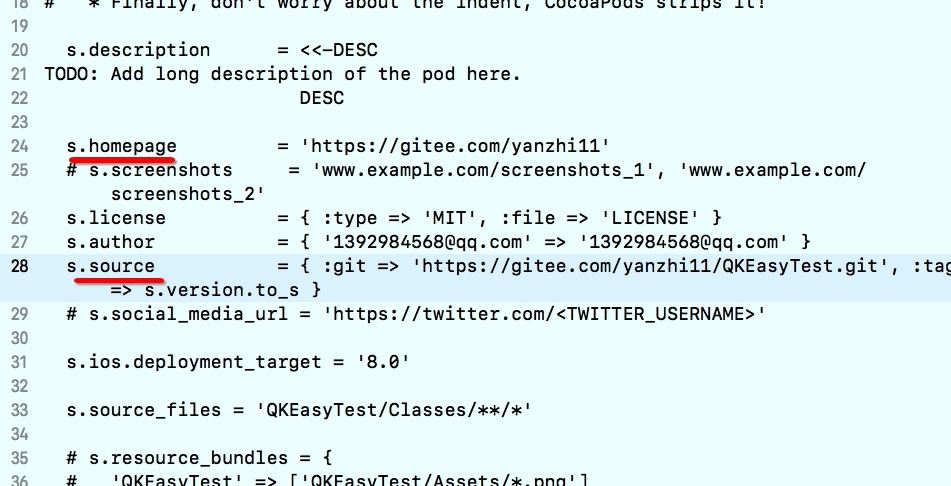 18 # * Finally, don't worry about the indent, CocoaPods strips it!
19
20 s.description = <<-DESC
21 TODO: Add long description of the pod here.
22 DESC
23
24 s.homepage = 'https://gitee.com/yanzhi11'
25 # s.screenshots = 'www.example.com/screenshots_1', 'www.example.com/
screenshots_2'
26 s.license = { :type => 'MIT', :file => 'LICENSE' }
27 s.author = { '1392984568@qq.com' => '1392984568@qq.com' }
28 s.source = { :git => 'https://gitee.com/yanzhi11/QKEasyTest.git', :tag
=> s.version.to_s }
29 # s.social_media_url = 'https://twitter.com/<TWITTER_USERNAME>'
30
31 s.ios.deployment_target = '8.0'
32
33 s.source_files = 'QKEasyTest/Classes/**/*'
34
35 # s.resource_bundles = {
36 # 'QKEasyTest' => ['QKEasyTest/Assets/*.png']